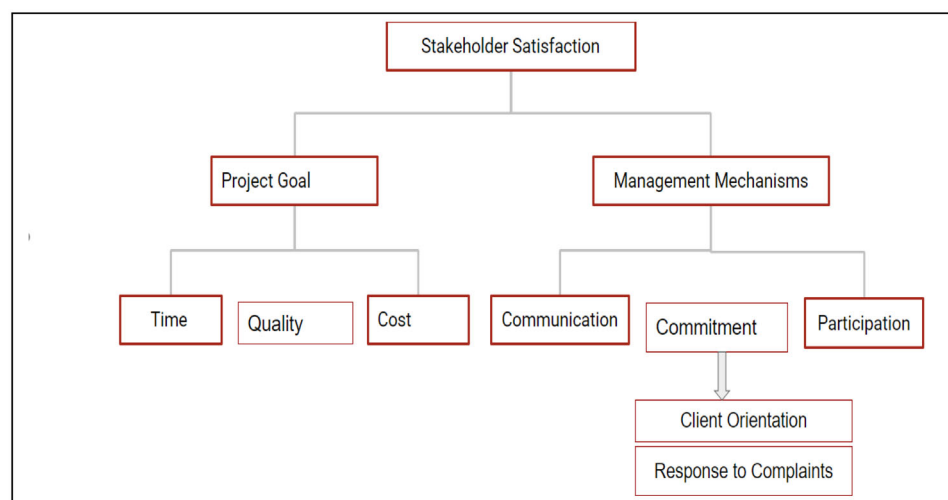 Stakeholder Satisfaction
Project Goal
Management Mechanisms
Time
Quality
Cost
Communication
Commitment
Participation
Client Orientation
Response to Complaints